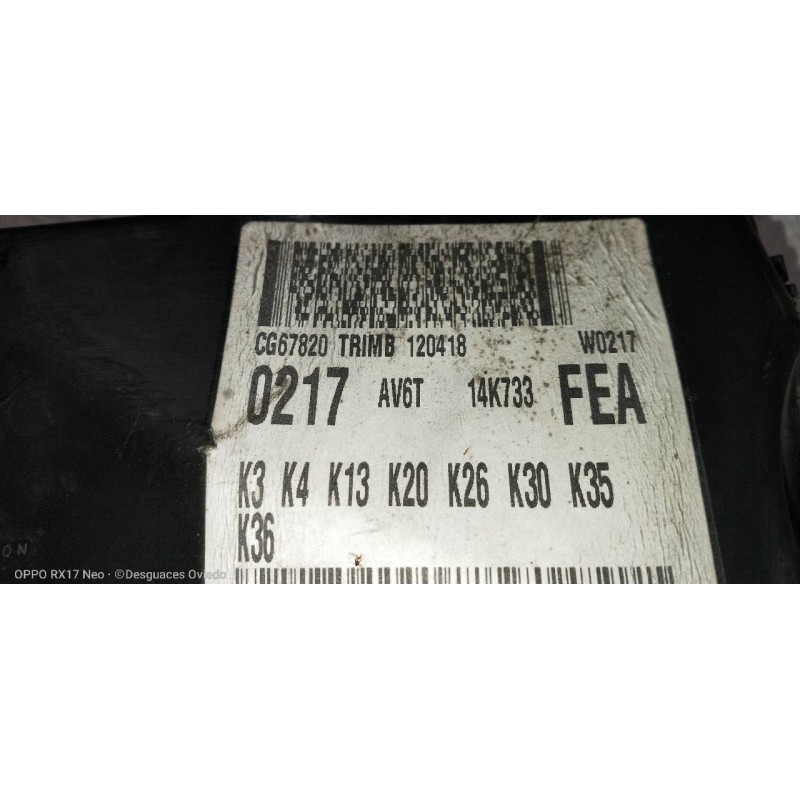 CG67820 TRIMB 120418 W0217
0217 AV6T 14K733 FEA
K3 K4 K13 K20 K26 K30 K35
K36
ON
OPPO RX17 Neo · ©Desguaces Oviedo